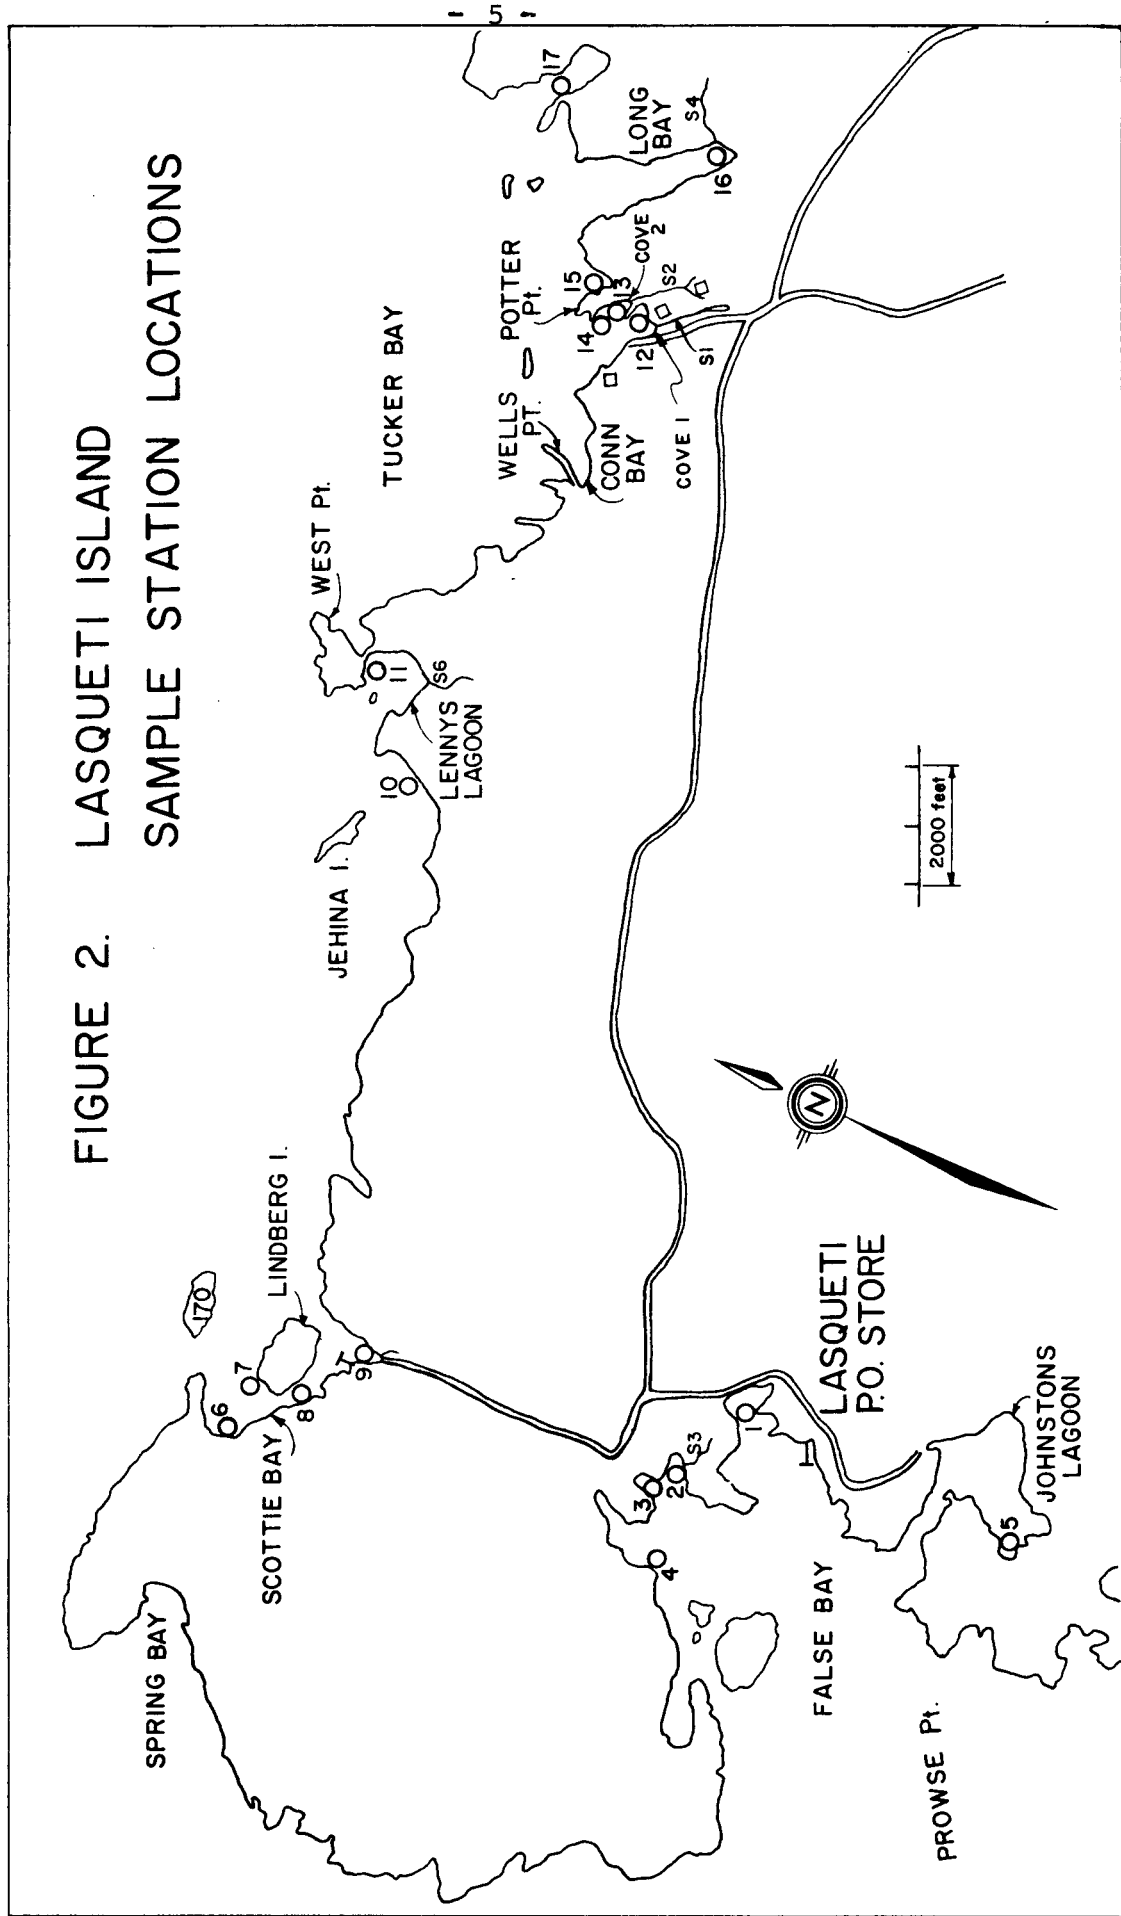 - 5 -
FIGURE 2. LASQUETI ISLAND
SAMPLE STATION LOCATIONS
SPRING BAY
SCOTTIE BAY
LINDBERG I.
170
6
7
8
9
JEHINA I.
10
LENNYS
LAGOON
S6
11
WEST Pt.
TUCKER BAY
WELLS
PT.
CONN
BAY
POTTER
Pt.
14
15
13
12
COVE
2
S2
S1
COVE 1
LONG
BAY
S4
16
17
4
3
2
S3
1
FALSE BAY
LASQUETI
P.O. STORE
N
2000 feet
PROWSE Pt.
5
JOHNSTONS
LAGOON